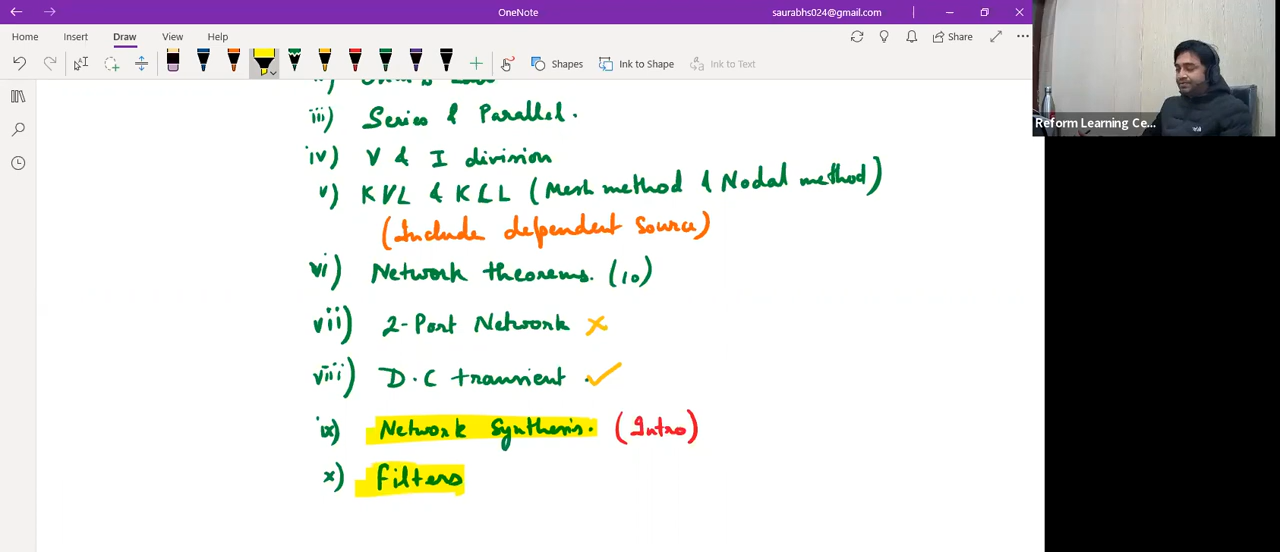 OneNote
saurabhs024@gmail.com
Home Insert Draw View Help
Share
Shapes Ink to Shape Ink to Text
Reform Learning Ce...
iii) Series & Parallel.
iv) V & I division
v) KVL & KCL (Mesh method & Nodal method)
(Include dependent source)
vi) Network theorems. (10)
vii) 2-Port Network ×
viii) D.C transient . ✓
ix) Network Synthesis. (Intro)
x) Filters